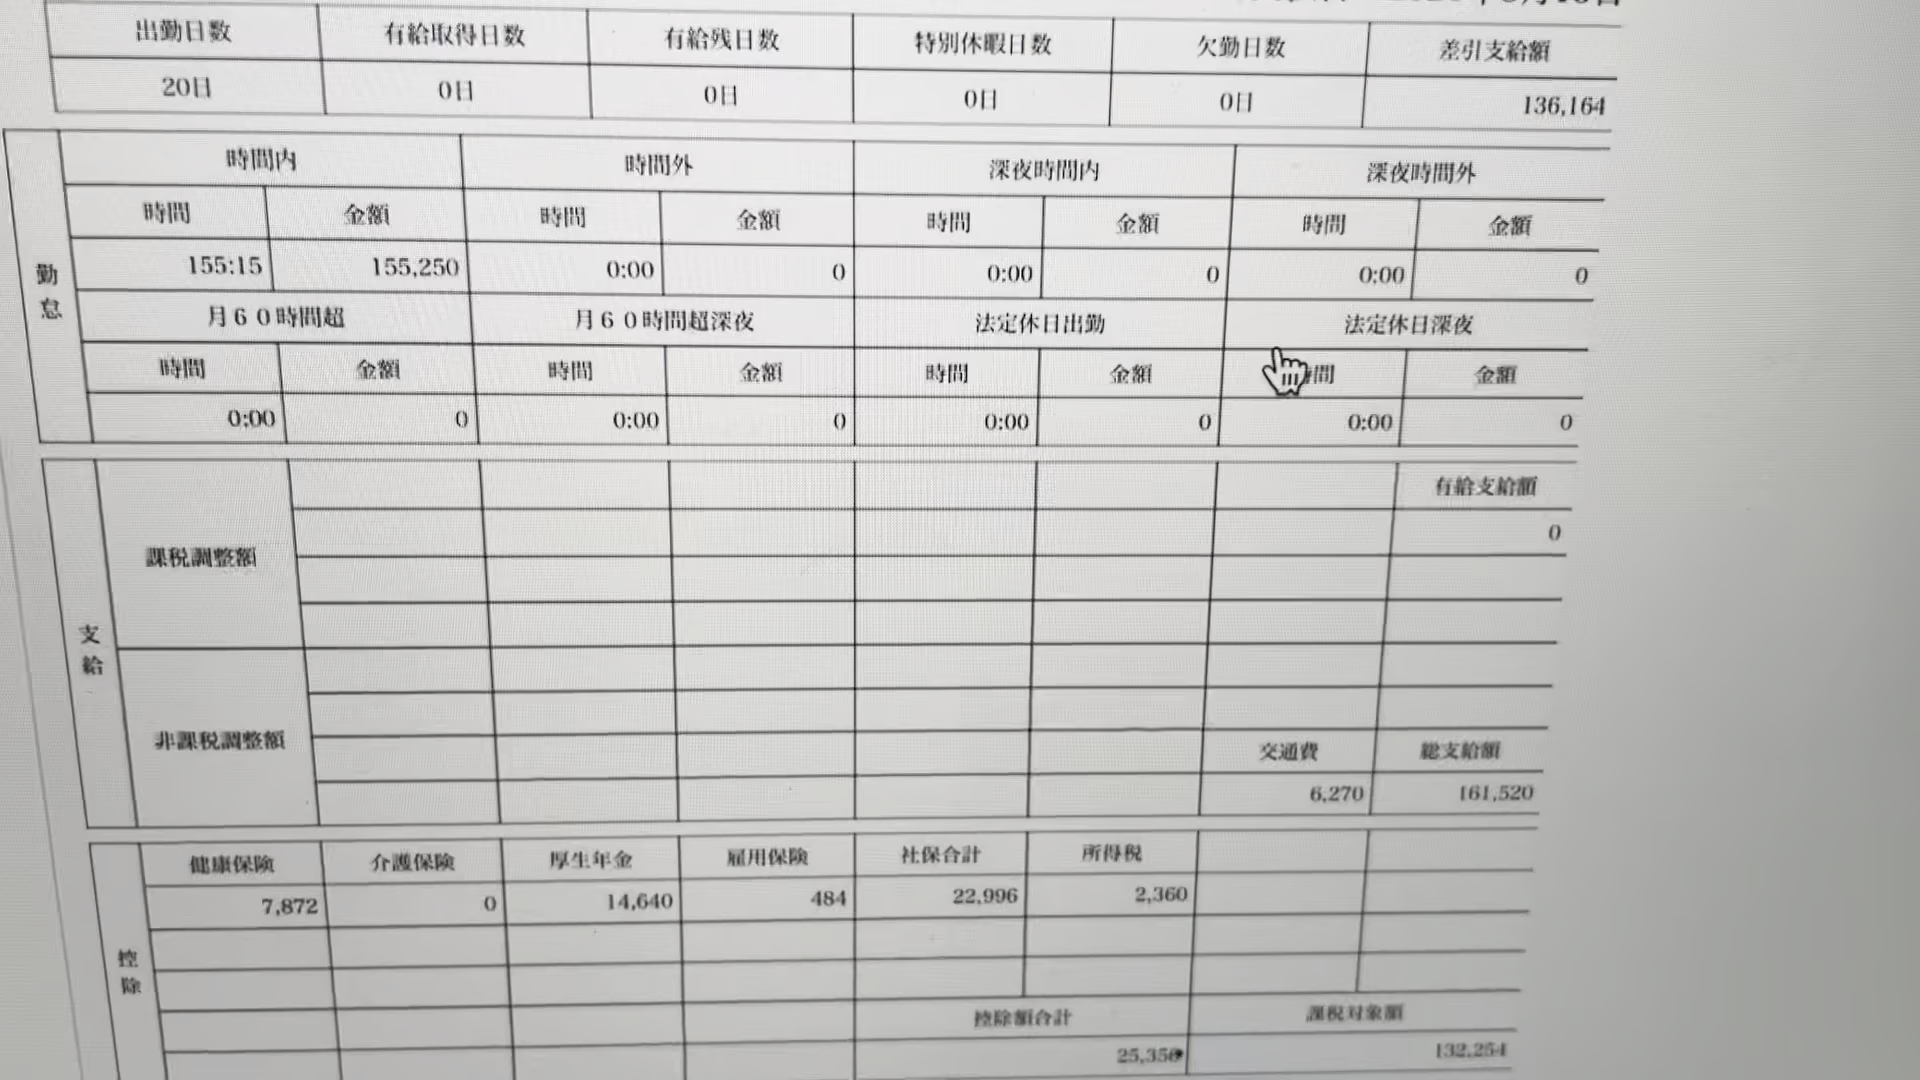 出勤日数 有給取得日数 有給残日数 特別休暇日数 欠勤日数 差引支給額
20日 0日 0日 0日 0日 136,164
勤怠
時間内 時間外 深夜時間内 深夜時間外
時間 金額 時間 金額 時間 金額 時間 金額
155:15 155,250 0:00 0 0:00 0 0:00 0
月60時間超 月60時間超深夜 法定休日出勤 法定休日深夜
時間 金額 時間 金額 時間 金額 間 金額
0:00 0 0:00 0 0:00 0 0:00 0
支給
有給支給額
0
課税調整額
非課税調整額
交通費 総支給額
6,270 161,520
控除
健康保険 介護保険 厚生年金 雇用保険 社保合計 所得税
7,872 0 14,640 484 22,996 2,360
控除額合計 課税対象額
25,356 132,254